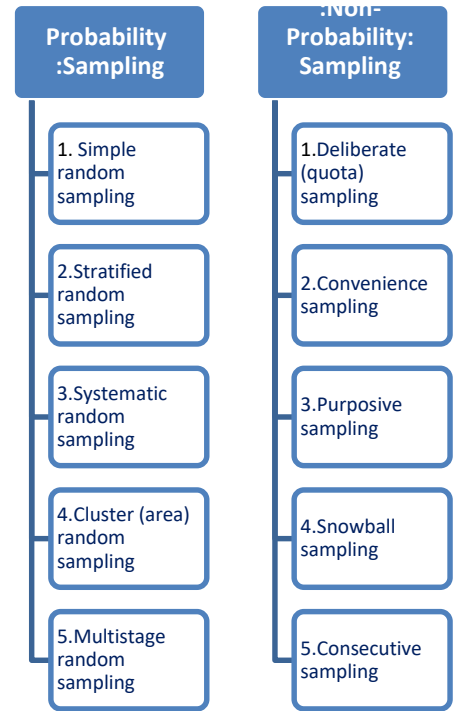 Probability
:Sampling
1. Simple
random
sampling
2.Stratified
random
sampling
3.Systematic
random
sampling
4.Cluster (area)
random
sampling
5.Multistage
random
sampling
:Non-
Probability:
Sampling
1.Deliberate
(quota)
sampling
2.Convenience
sampling
3.Purposive
sampling
4.Snowball
sampling
5.Consecutive
sampling